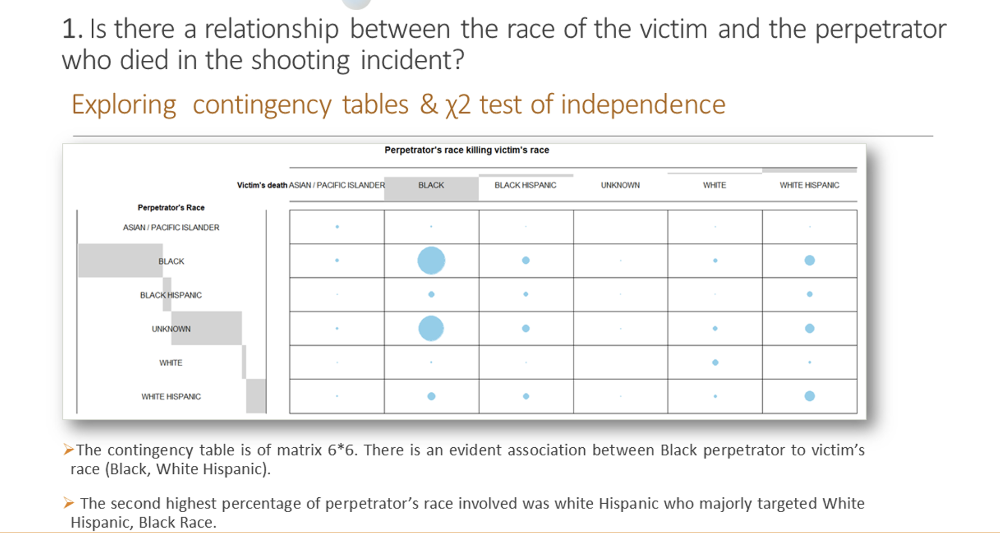 1. Is there a relationship between the race of the victim and the perpetrator
who died in the shooting incident?
Exploring contingency tables & χ2 test of independence
Perpetrator's race killing victim's race
Victim's death ASIAN / PACIFIC ISLANDER BLACK BLACK HISPANIC UNKNOWN WHITE WHITE HISPANIC
Perpetrator's Race
ASIAN / PACIFIC ISLANDER
BLACK
BLACK HISPANIC
UNKNOWN
WHITE
WHITE HISPANIC
➢The contingency table is of matrix 6*6. There is an evident association between Black perpetrator to victim’s
race (Black, White Hispanic).
➢ The second highest percentage of perpetrator’s race involved was white Hispanic who majorly targeted White
Hispanic, Black Race.